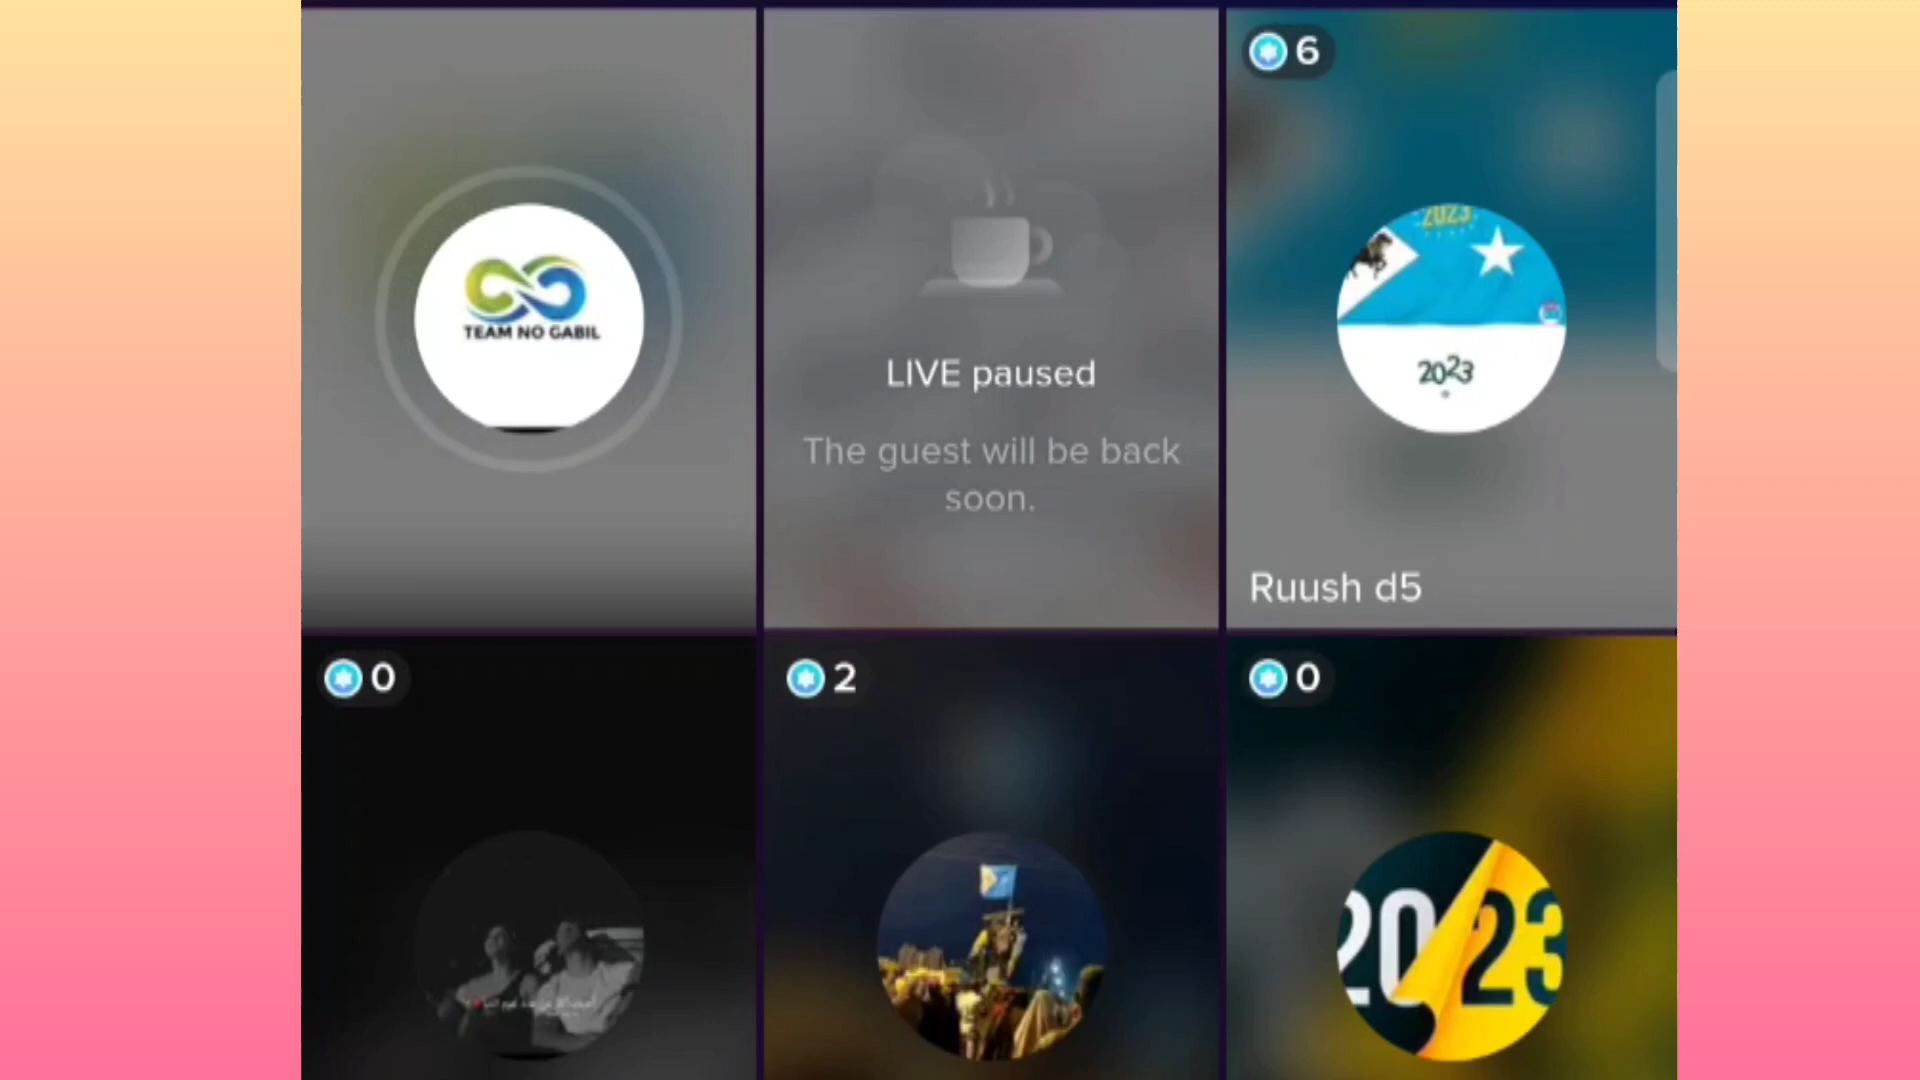 6
2023
TEAM NO GABIL
LIVE paused
2023
The guest will be back
soon.
Ruush d5
0
2
0
2023